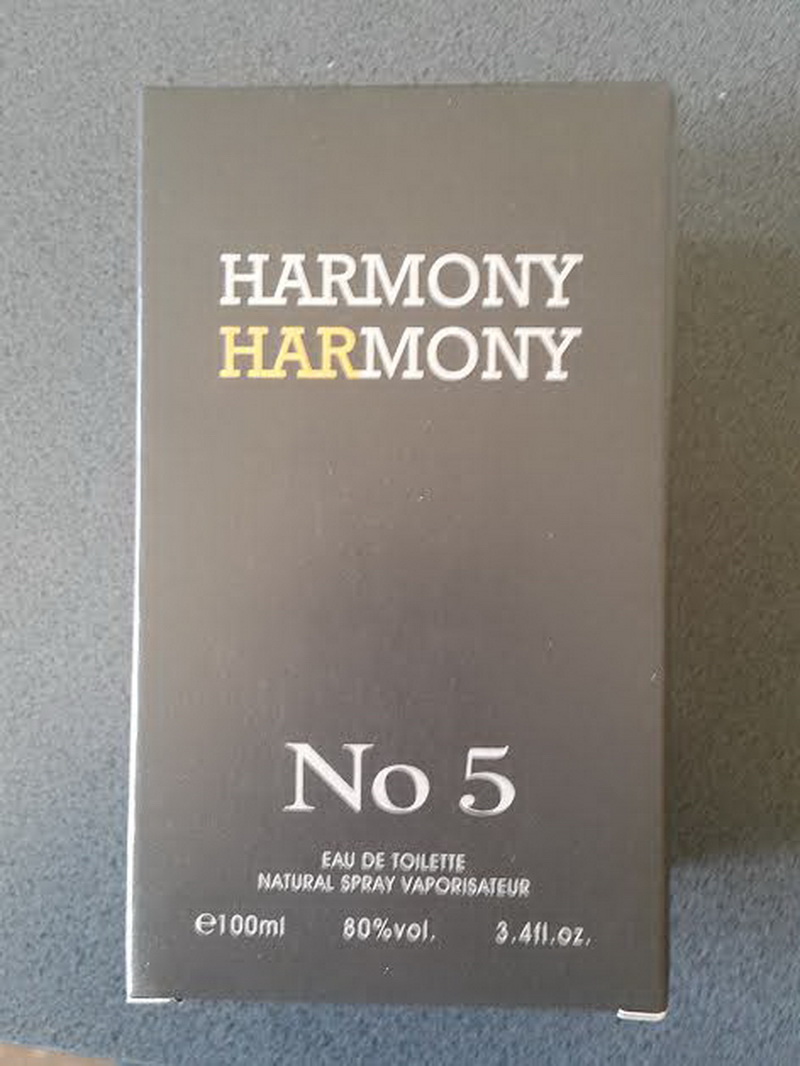 HARMONY
HARMONY
No 5
EAU DE TOILETTE
NATURAL SPRAY VAPORISATEUR
℮100ml 80%vol. 3.4fl.oz.